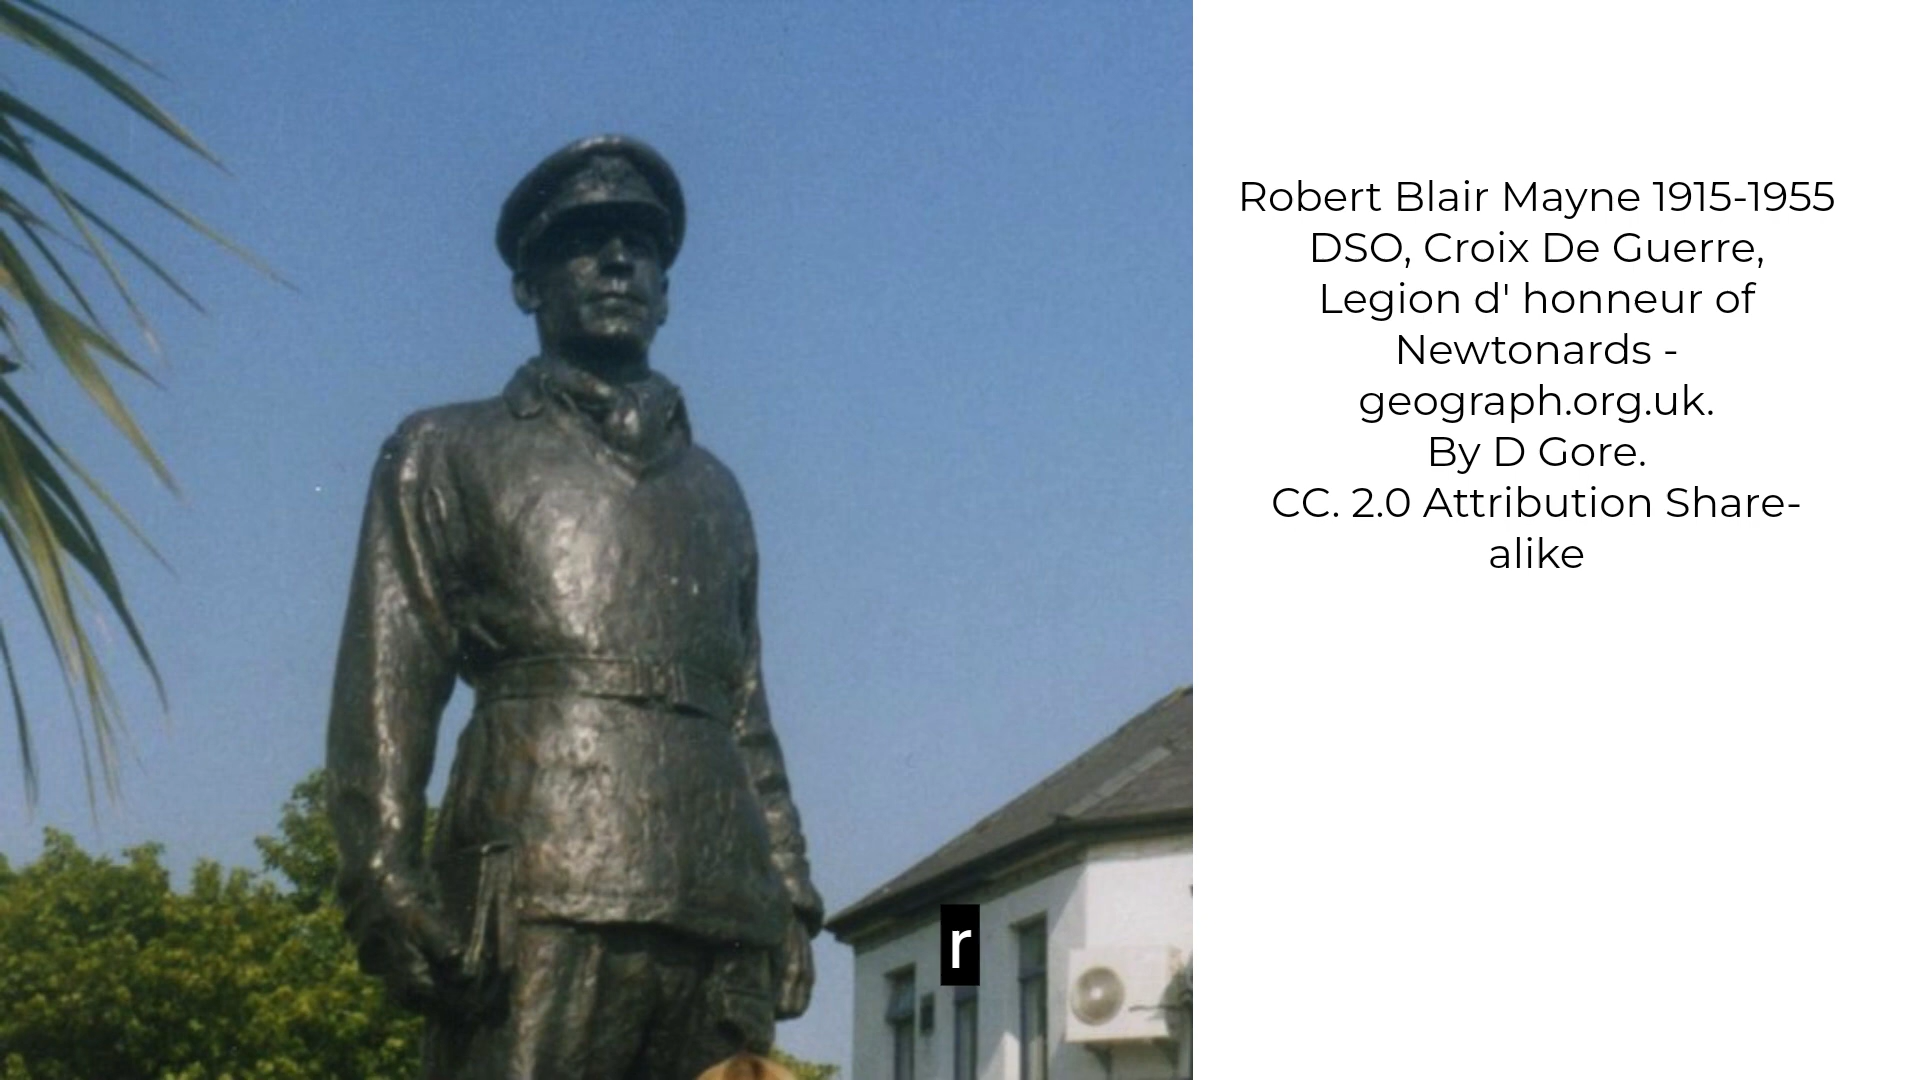 Robert Blair Mayne 1915-1955
DSO, Croix De Guerre,
Legion d' honneur of
Newtonards -
geograph.org.uk.
By D Gore.
CC. 2.0 Attribution Share-
alike
r